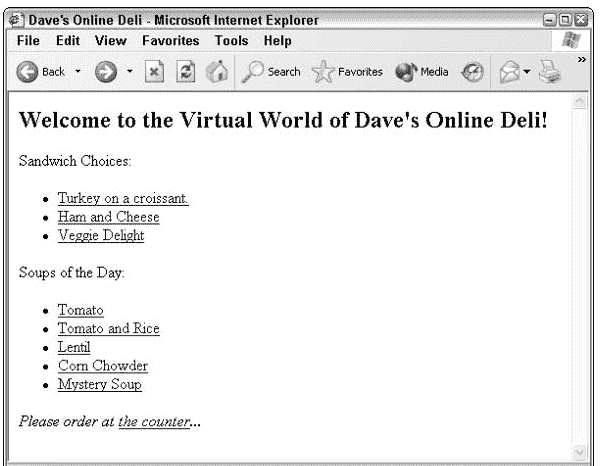 Dave's Online Deli - Microsoft Internet Explorer
File Edit View Favorites Tools Help
Back Search Favorites Media »
Welcome to the Virtual World of Dave's Online Deli!
Sandwich Choices:
• Turkey on a croissant.
• Ham and Cheese
• Veggie Delight
Soups of the Day:
• Tomato
• Tomato and Rice
• Lentil
• Corn Chowder
• Mystery Soup
Please order at the counter...